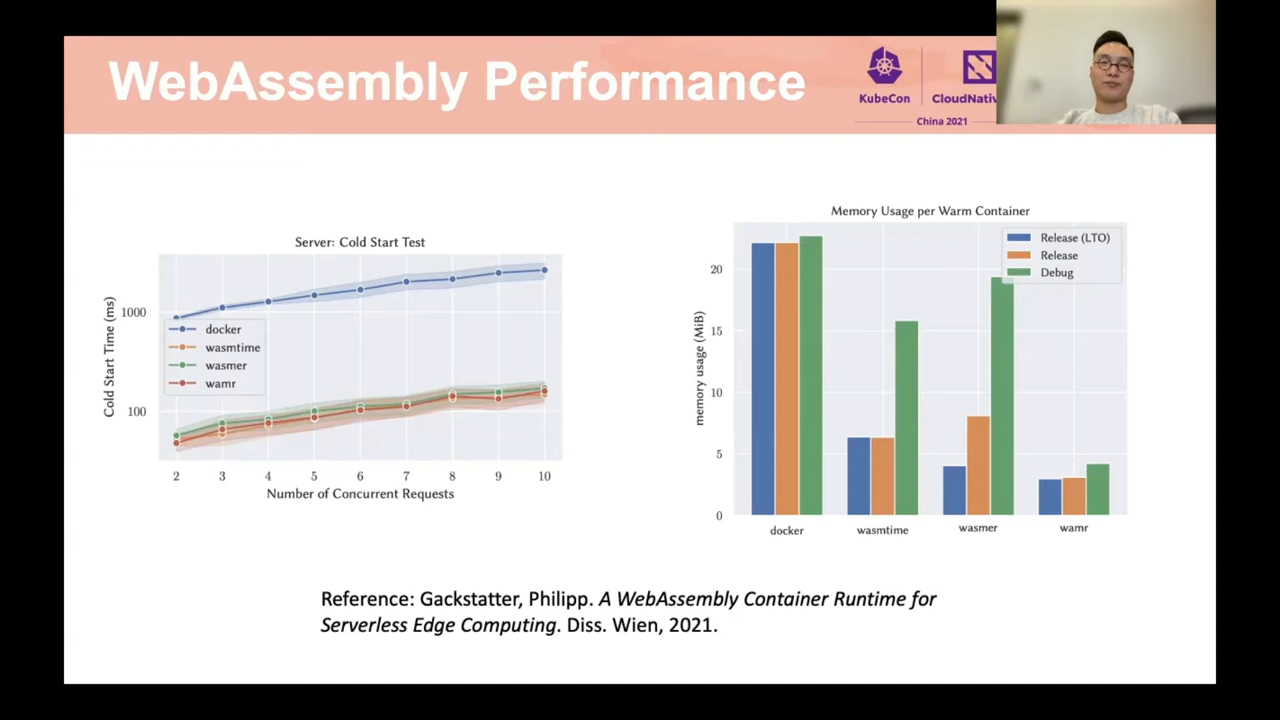 WebAssembly Performance
KubeCon
CloudNativ
China 2021
Server: Cold Start Test
Cold Start Time (ms)
1000
100
docker
wasmtime
wasmer
wamr
2 3 4 5 6 7 8 9 10
Number of Concurrent Requests
Memory Usage per Warm Container
memory usage (MiB)
20
15
10
5
0
Release (LTO)
Release
Debug
docker wasmtime wasmer wamr
Reference: Gackstatter, Philipp. A WebAssembly Container Runtime for
Serverless Edge Computing. Diss. Wien, 2021.